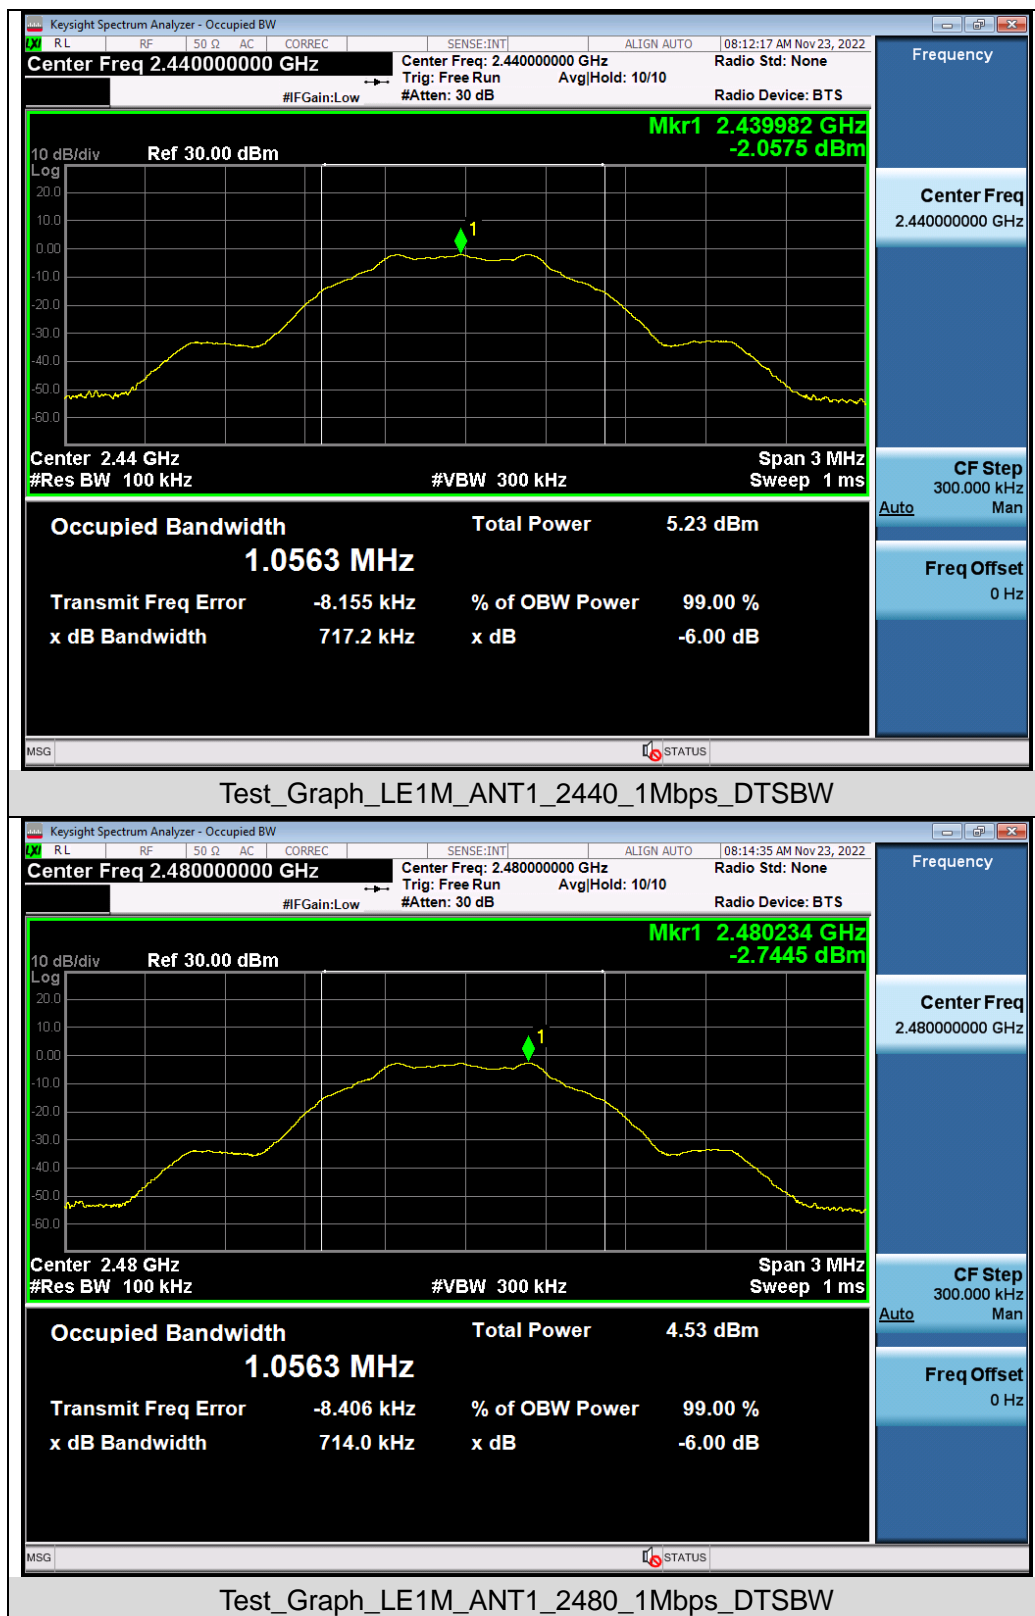 Keysight Spectrum Analyzer - Occupied BW
LXI RL RF 50 Ω AC CORREC SENSE:INT ALIGN AUTO 08:12:17 AM Nov 23, 2022
Center Freq 2.440000000 GHz
Center Freq: 2.440000000 GHz Radio Std: None
Trig: Free Run Avg|Hold: 10/10
#IFGain:Low #Atten: 30 dB Radio Device: BTS
Frequency
Mkr1 2.439982 GHz
-2.0575 dBm
10 dB/div Ref 30.00 dBm
Log
20.0
10.0
0.00
-10.0
-20.0
-30.0
-40.0
-50.0
-60.0
1
Center Freq
2.440000000 GHz
Center 2.44 GHz Span 3 MHz
#Res BW 100 kHz #VBW 300 kHz Sweep 1 ms
CF Step
300.000 kHz
Auto Man
Freq Offset
0 Hz
Occupied Bandwidth Total Power 5.23 dBm
1.0563 MHz
Transmit Freq Error -8.155 kHz % of OBW Power 99.00 %
x dB Bandwidth 717.2 kHz x dB -6.00 dB
MSG STATUS
Test_Graph_LE1M_ANT1_2440_1Mbps_DTSBW
Keysight Spectrum Analyzer - Occupied BW
LXI RL RF 50 Ω AC CORREC SENSE:INT ALIGN AUTO 08:14:35 AM Nov 23, 2022
Center Freq 2.480000000 GHz
Center Freq: 2.480000000 GHz Radio Std: None
Trig: Free Run Avg|Hold: 10/10
#IFGain:Low #Atten: 30 dB Radio Device: BTS
Frequency
Mkr1 2.480234 GHz
-2.7445 dBm
10 dB/div Ref 30.00 dBm
Log
20.0
10.0
0.00
-10.0
-20.0
-30.0
-40.0
-50.0
-60.0
1
Center Freq
2.480000000 GHz
Center 2.48 GHz Span 3 MHz
#Res BW 100 kHz #VBW 300 kHz Sweep 1 ms
CF Step
300.000 kHz
Auto Man
Freq Offset
0 Hz
Occupied Bandwidth Total Power 4.53 dBm
1.0563 MHz
Transmit Freq Error -8.406 kHz % of OBW Power 99.00 %
x dB Bandwidth 714.0 kHz x dB -6.00 dB
MSG STATUS
Test_Graph_LE1M_ANT1_2480_1Mbps_DTSBW